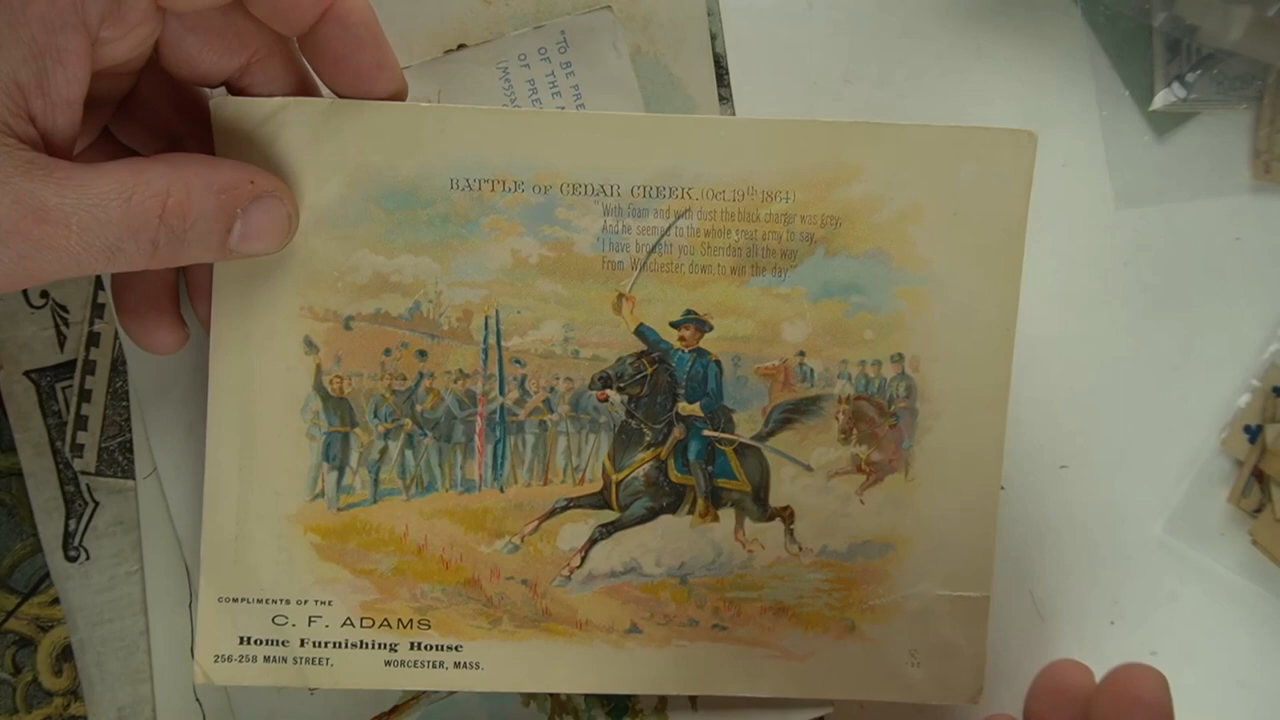 "TO BE PRE
OF THE
OF PRE
(MESSA
BATTLE OF CEDAR CREEK. (Oct. 19th 1864)
"With foam and with dust the black charger was grey;
And he seemed to the whole great army to say,
"I have brought you Sheridan all the way
From Winchester, down, to win the day."
COMPLIMENTS OF THE
C. F. ADAMS
Home Furnishing House
256-258 MAIN STREET, WORCESTER, MASS.